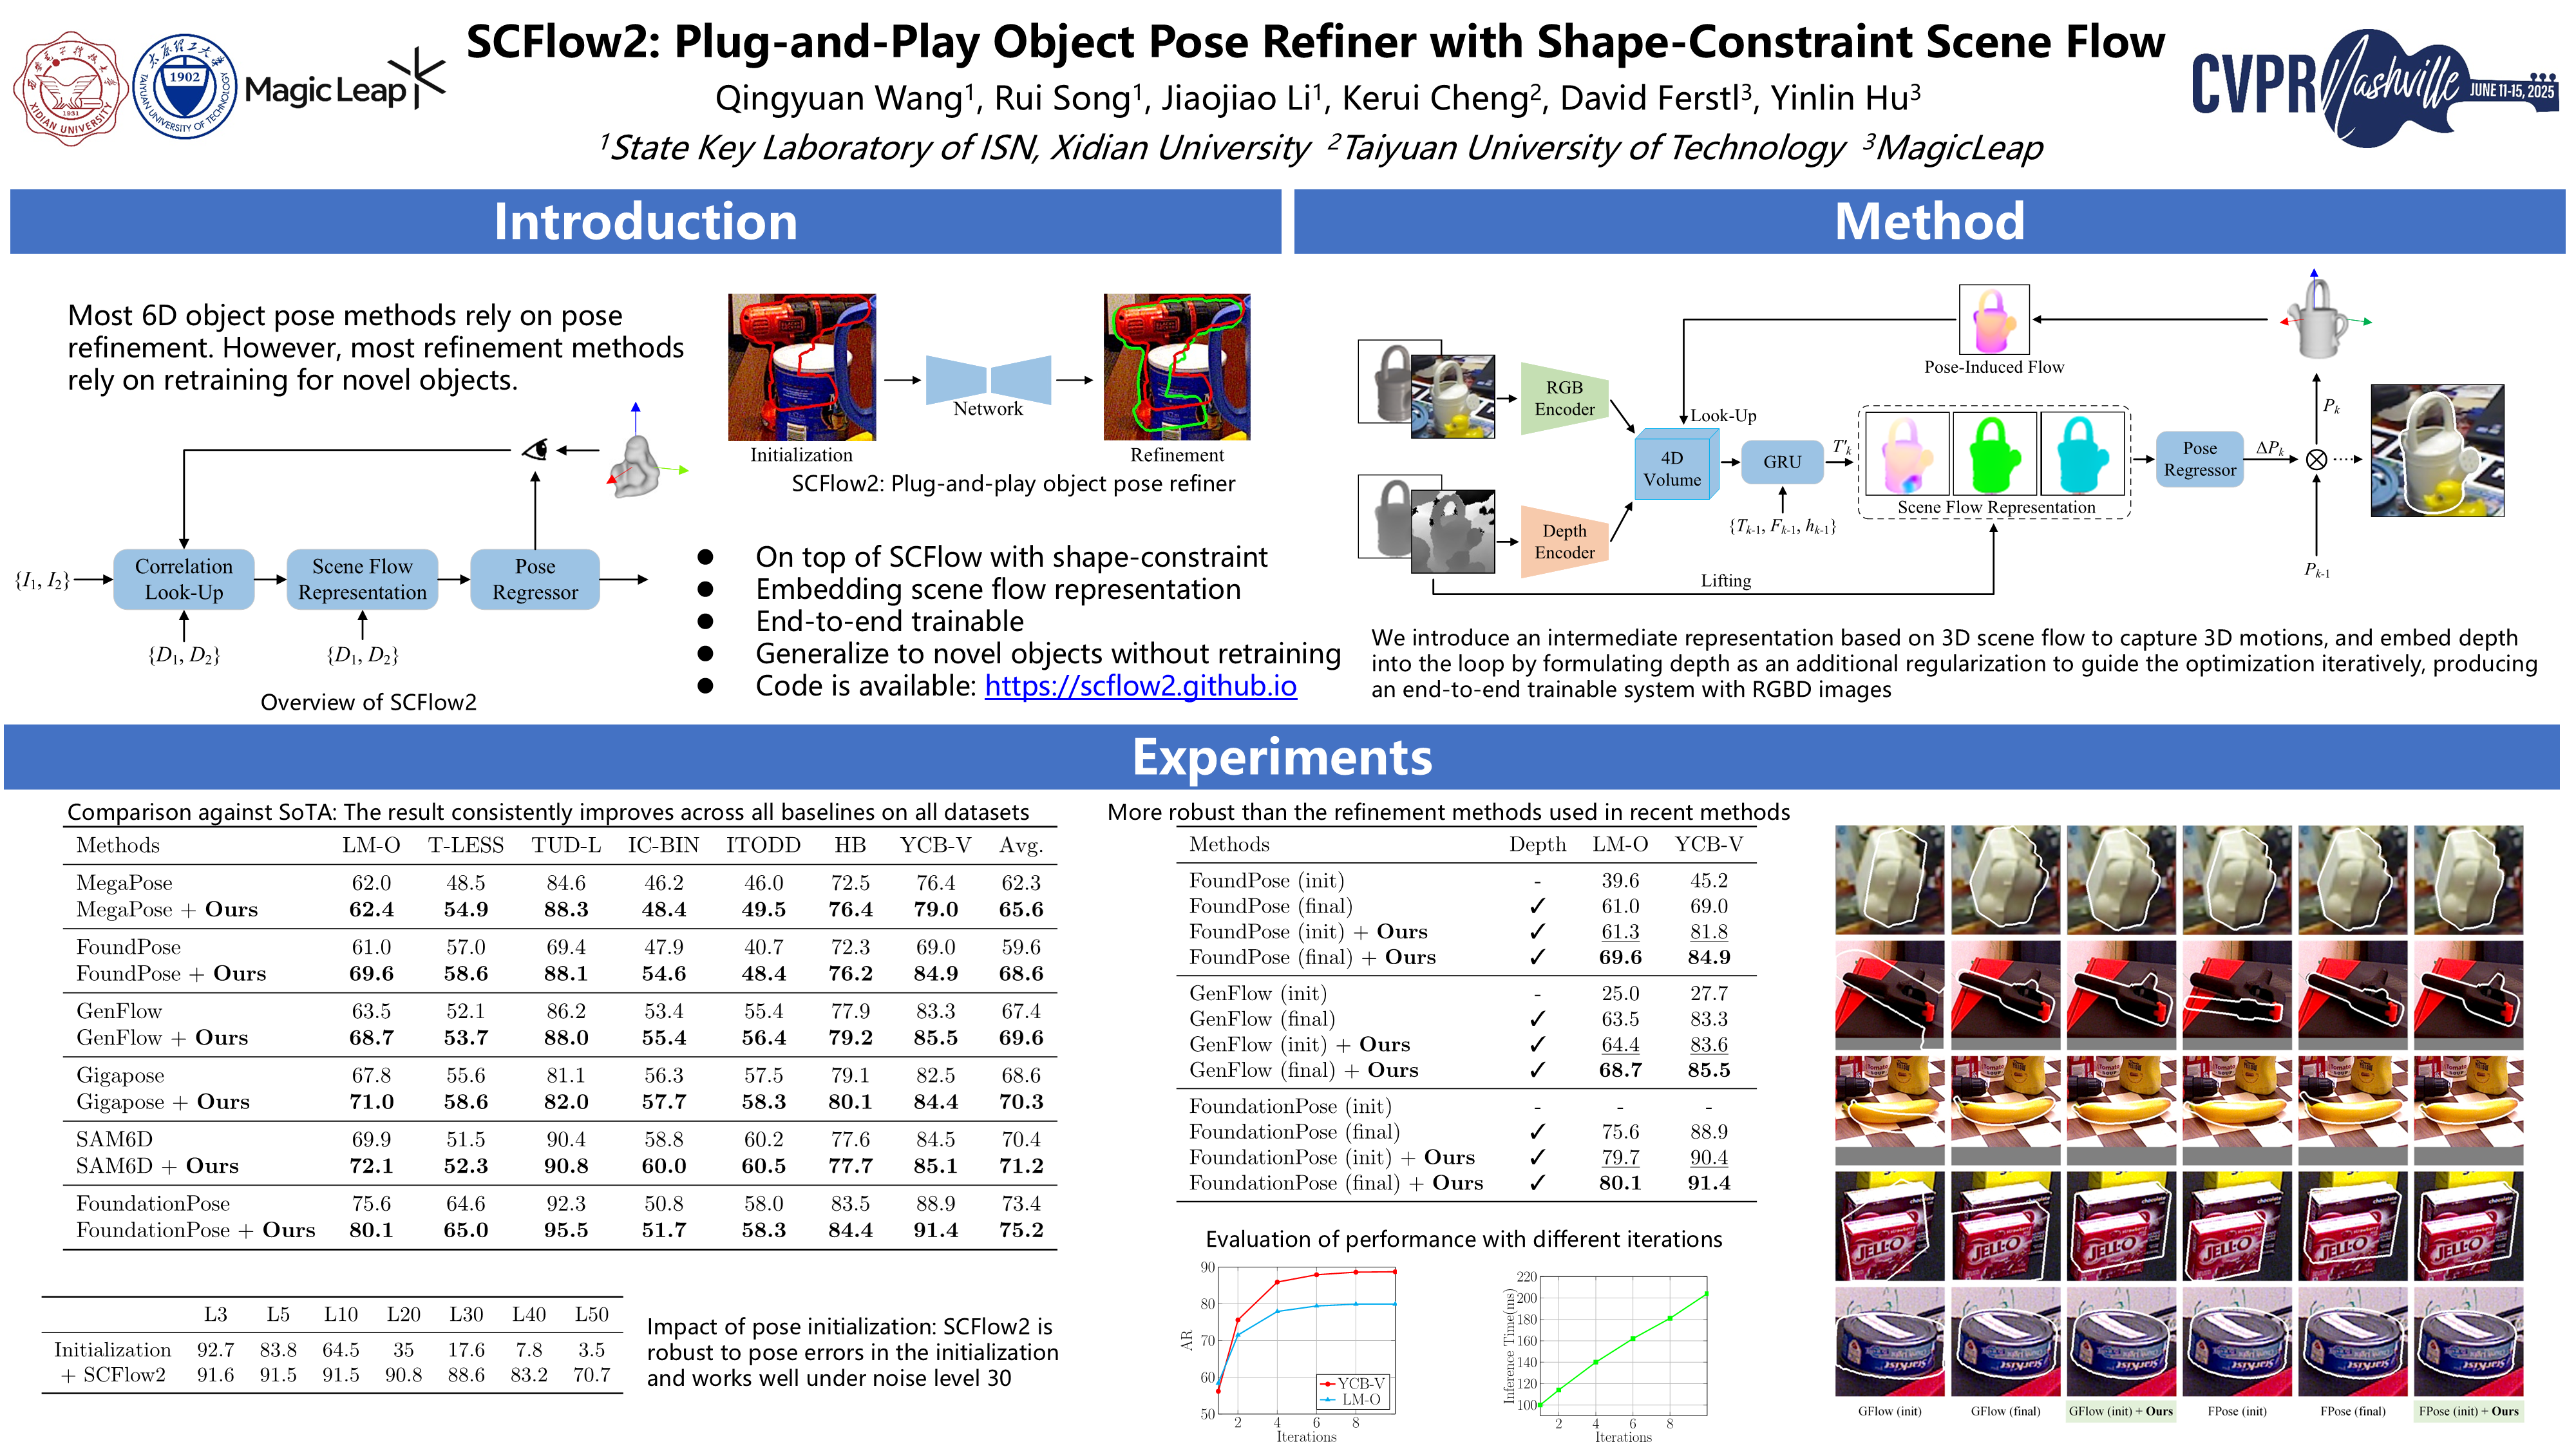 SCFlow2: Plug-and-Play Object Pose Refiner with Shape-Constraint Scene Flow
Qingyuan Wang1, Rui Song1, Jiaojiao Li1, Kerui Cheng2, David Ferstl3, Yinlin Hu3
1State Key Laboratory of ISN, Xidian University 2Taiyuan University of Technology 3MagicLeap
XIDIAN UNIVERSITY
1931
1902
TAIYUAN UNIVERSITY OF TECHNOLOGY
Magic Leap
CVPR Nashville JUNE 11-15, 2025
Introduction
Most 6D object pose methods rely on pose
refinement. However, most refinement methods
rely on retraining for novel objects.
Correlation
Look-Up
Scene Flow
Representation
Pose
Regressor
{I1, I2}
{D1, D2}
{D1, D2}
Overview of SCFlow2
Network
Initialization
Refinement
SCFlow2: Plug-and-play object pose refiner
● On top of SCFlow with shape-constraint
● Embedding scene flow representation
● End-to-end trainable
● Generalize to novel objects without retraining
● Code is available: https://scflow2.github.io
Method
Pose-Induced Flow
RGB
Encoder
Look-Up
4D
Volume
GRU
T'k
Depth
Encoder
{Tk-1, Fk-1, hk-1}
Scene Flow Representation
Pose
Regressor
ΔPk
Pk
Pk-1
Lifting
We introduce an intermediate representation based on 3D scene flow to capture 3D motions, and embed depth
into the loop by formulating depth as an additional regularization to guide the optimization iteratively, producing
an end-to-end trainable system with RGBD images
Experiments
Comparison against SoTA: The result consistently improves across all baselines on all datasets
Methods LM-O T-LESS TUD-L IC-BIN ITODD HB YCB-V Avg.
MegaPose 62.0 48.5 84.6 46.2 46.0 72.5 76.4 62.3
MegaPose + Ours 62.4 54.9 88.3 48.4 49.5 76.4 79.0 65.6
FoundPose 61.0 57.0 69.4 47.9 40.7 72.3 69.0 59.6
FoundPose + Ours 69.6 58.6 88.1 54.6 48.4 76.2 84.9 68.6
GenFlow 63.5 52.1 86.2 53.4 55.4 77.9 83.3 67.4
GenFlow + Ours 68.7 53.7 88.0 55.4 56.4 79.2 85.5 69.6
Gigapose 67.8 55.6 81.1 56.3 57.5 79.1 82.5 68.6
Gigapose + Ours 71.0 58.6 82.0 57.7 58.3 80.1 84.4 70.3
SAM6D 69.9 51.5 90.4 58.8 60.2 77.6 84.5 70.4
SAM6D + Ours 72.1 52.3 90.8 60.0 60.5 77.7 85.1 71.2
FoundationPose 75.6 64.6 92.3 50.8 58.0 83.5 88.9 73.4
FoundationPose + Ours 80.1 65.0 95.5 51.7 58.3 84.4 91.4 75.2
L3 L5 L10 L20 L30 L40 L50
Initialization 92.7 83.8 64.5 35 17.6 7.8 3.5
+ SCFlow2 91.6 91.5 91.5 90.8 88.6 83.2 70.7
Impact of pose initialization: SCFlow2 is
robust to pose errors in the initialization
and works well under noise level 30
More robust than the refinement methods used in recent methods
Methods Depth LM-O YCB-V
FoundPose (init) - 39.6 45.2
FoundPose (final) ✓ 61.0 69.0
FoundPose (init) + Ours ✓ 61.3 81.8
FoundPose (final) + Ours ✓ 69.6 84.9
GenFlow (init) - 25.0 27.7
GenFlow (final) ✓ 63.5 83.3
GenFlow (init) + Ours ✓ 64.4 83.6
GenFlow (final) + Ours ✓ 68.7 85.5
FoundationPose (init) - - -
FoundationPose (final) ✓ 75.6 88.9
FoundationPose (init) + Ours ✓ 79.7 90.4
FoundationPose (final) + Ours ✓ 80.1 91.4
Evaluation of performance with different iterations
90
80
70
60
50
AR
2 4 6 8
Iterations
YCB-V
LM-O
220
200
180
160
140
120
100
Inference Time(ms)
2 4 6 8
Iterations
GFlow (init) GFlow (final) GFlow (init) + Ours FPose (init) FPose (final) FPose (init) + Ours